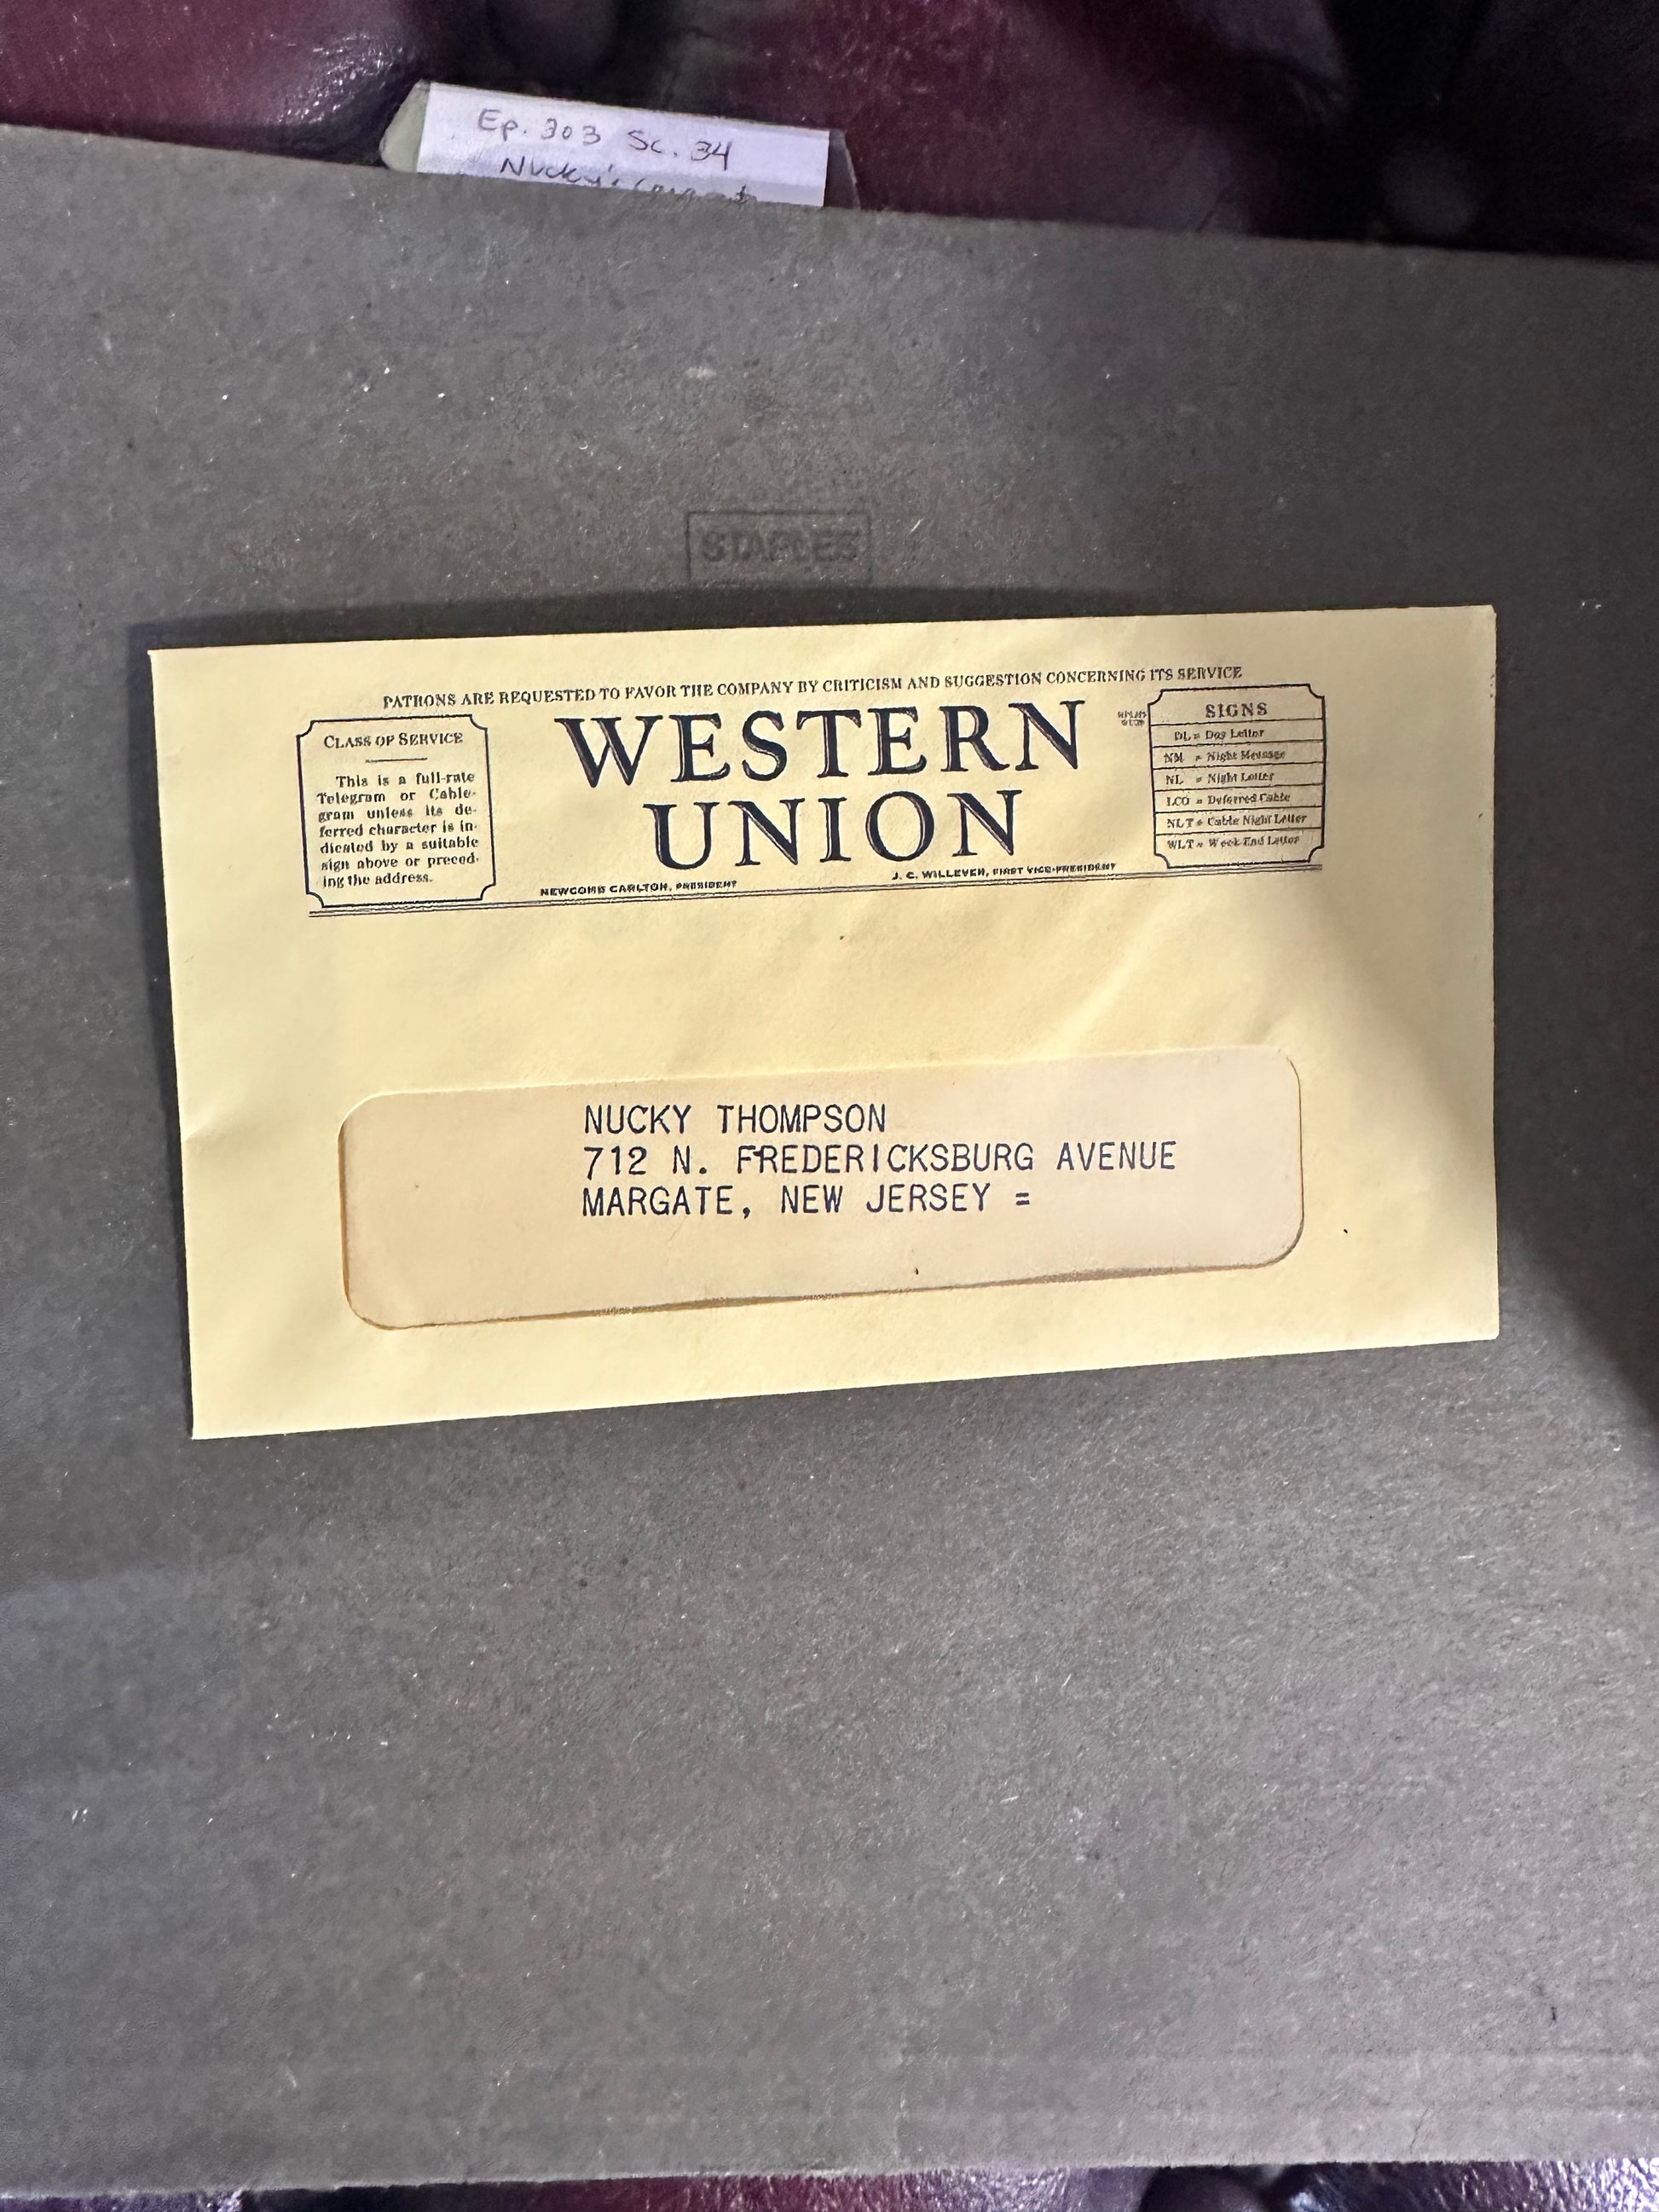 Ep. 303 Sc. 34
Nucky's
STAPLES
PATRONS ARE REQUESTED TO FAVOR THE COMPANY BY CRITICISM AND SUGGESTION CONCERNING ITS SERVICE
CLASS OF SERVICE
This is a full-rate
Telegram or Cable-
gram unless its de-
ferred character is in-
dicated by a suitable
sign above or preced-
ing the address.
WESTERN
UNION
NEWCOMB CARLTON, PRESIDENT
J. C. WILLEVER, FIRST VICE-PRESIDENT
SIGNS
DL = Day Letter
NM = Night Message
NL = Night Letter
LCO = Deferred Cable
NLT = Cable Night Letter
WLT = Week-End Letter
NUCKY THOMPSON
712 N. FREDERICKSBURG AVENUE
MARGATE, NEW JERSEY =